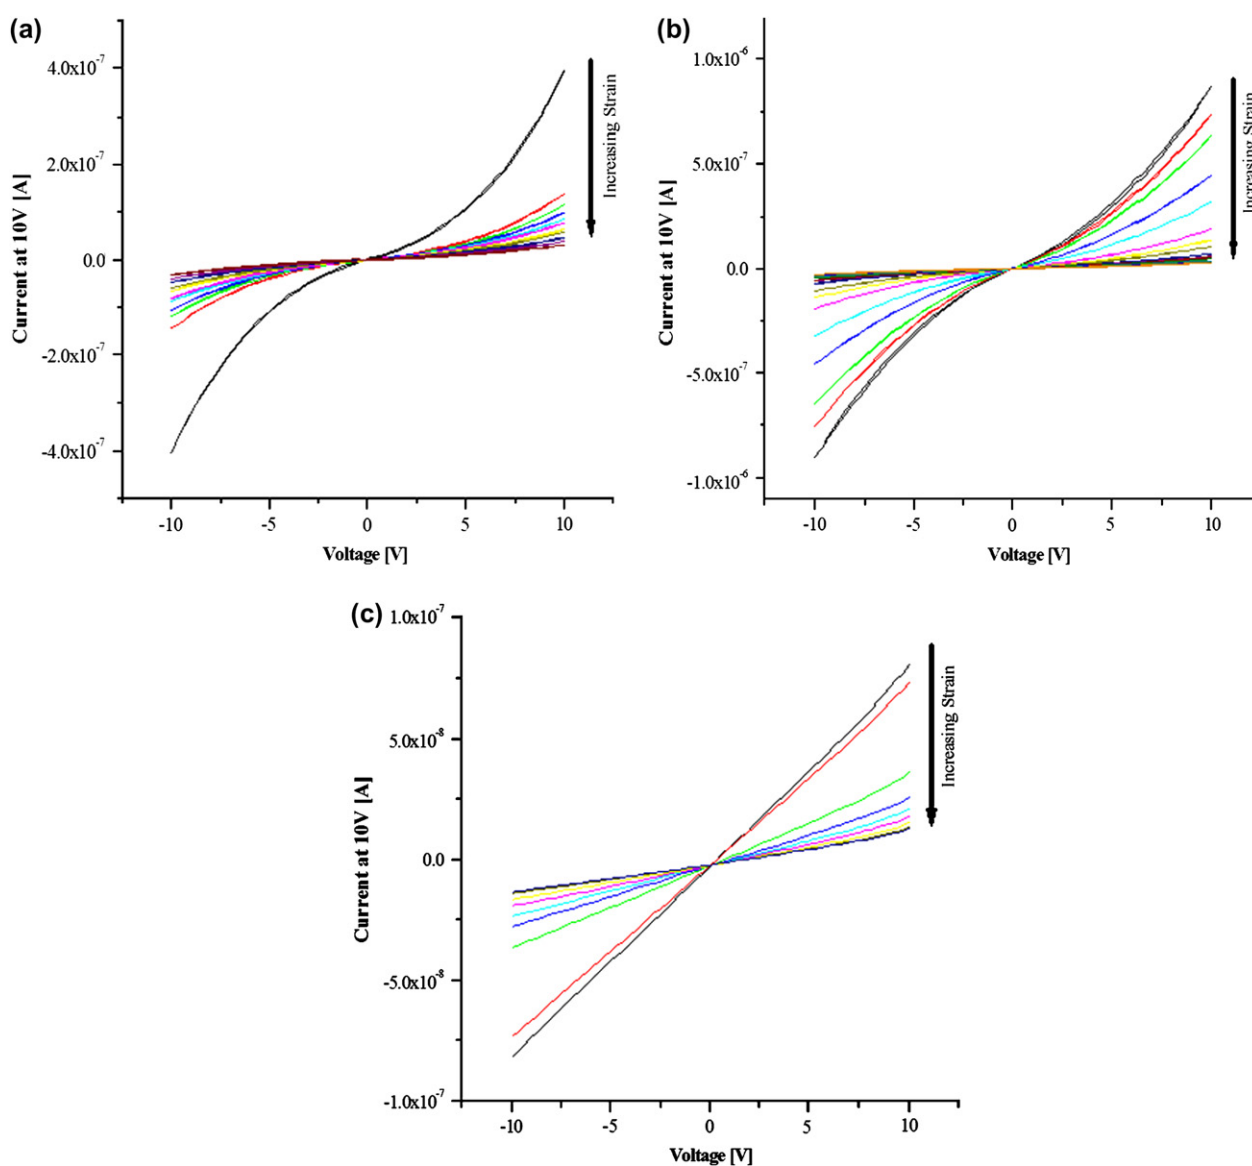 (a)
4.0x10⁻⁷
2.0x10⁻⁷
0.0
-2.0x10⁻⁷
-4.0x10⁻⁷
Current at 10V [A]
-10 -5 0 5 10
Voltage [V]
Increasing Strain
(b)
1.0x10⁻⁶
5.0x10⁻⁷
0.0
-5.0x10⁻⁷
-1.0x10⁻⁶
Current at 10V [A]
-10 -5 0 5 10
Voltage [V]
Increasing Strain
(c)
1.0x10⁻⁷
5.0x10⁻⁸
0.0
-5.0x10⁻⁸
-1.0x10⁻⁷
Current at 10V [A]
-10 -5 0 5 10
Voltage [V]
Increasing Strain